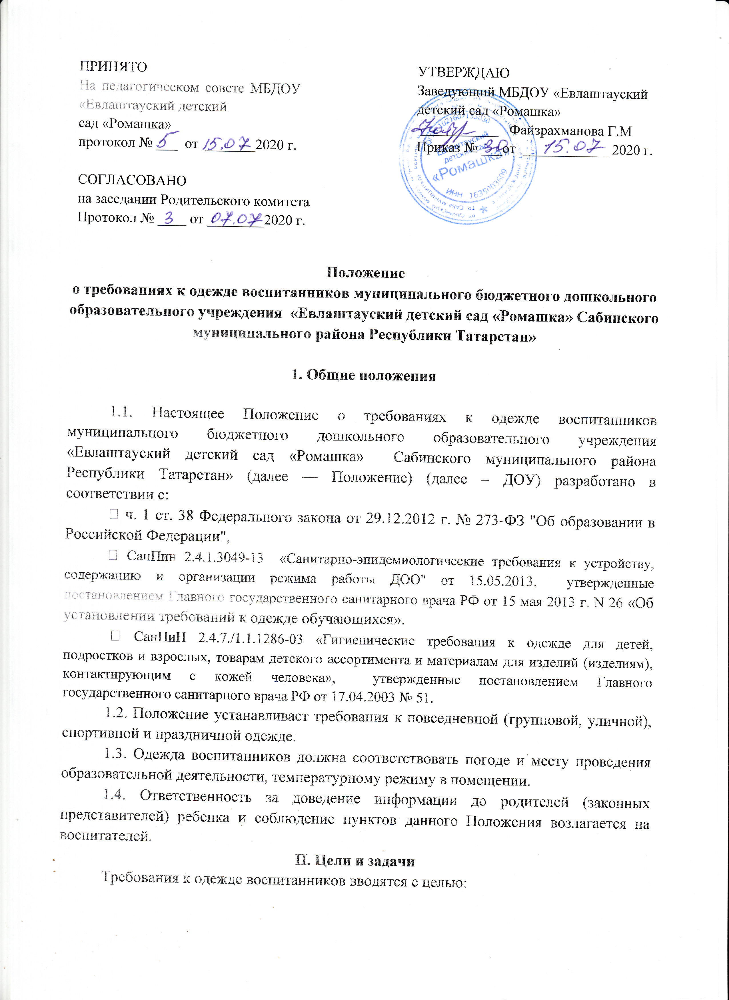 ПРИНЯТО
На педагогическом совете МБДОУ
«Евлаштауский детский
сад «Ромашка»
протокол № 5 от 15.07 2020 г.
СОГЛАСОВАНО
на заседании Родительского комитета
Протокол № 3 от 07.07 2020 г.
УТВЕРЖДАЮ
Заведующий МБДОУ «Евлаштауский
детский сад «Ромашка»
Файзрахманова Г.М
Приказ № 30 от 15.07 2020 г.
Евлаштауский
детский сад
«Ромашка»
ИНН 1635003609
Положение
о требованиях к одежде воспитанников муниципального бюджетного дошкольного
образовательного учреждения «Евлаштауский детский сад «Ромашка» Сабинского
муниципального района Республики Татарстан»
1. Общие положения
1.1. Настоящее Положение о требованиях к одежде воспитанников
муниципального бюджетного дошкольного образовательного учреждения
«Евлаштауский детский сад «Ромашка» Сабинского муниципального района
Республики Татарстан» (далее — Положение) (далее – ДОУ) разработано в
соответствии с:
ч. 1 ст. 38 Федерального закона от 29.12.2012 г. № 273-ФЗ "Об образовании в
Российской Федерации",
СанПин 2.4.1.3049-13 «Санитарно-эпидемиологические требования к устройству,
содержанию и организации режима работы ДОО" от 15.05.2013, утвержденные
постановлением Главного государственного санитарного врача РФ от 15 мая 2013 г. N 26 «Об
установлении требований к одежде обучающихся».
СанПиН 2.4.7./1.1.1286-03 «Гигиенические требования к одежде для детей,
подростков и взрослых, товарам детского ассортимента и материалам для изделий (изделиям),
контактирующим с кожей человека», утвержденные постановлением Главного
государственного санитарного врача РФ от 17.04.2003 № 51.
1.2. Положение устанавливает требования к повседневной (групповой, уличной),
спортивной и праздничной одежде.
1.3. Одежда воспитанников должна соответствовать погоде и месту проведения
образовательной деятельности, температурному режиму в помещении.
1.4. Ответственность за доведение информации до родителей (законных
представителей) ребенка и соблюдение пунктов данного Положения возлагается на
воспитателей.
II. Цели и задачи
Требования к одежде воспитанников вводятся с целью: